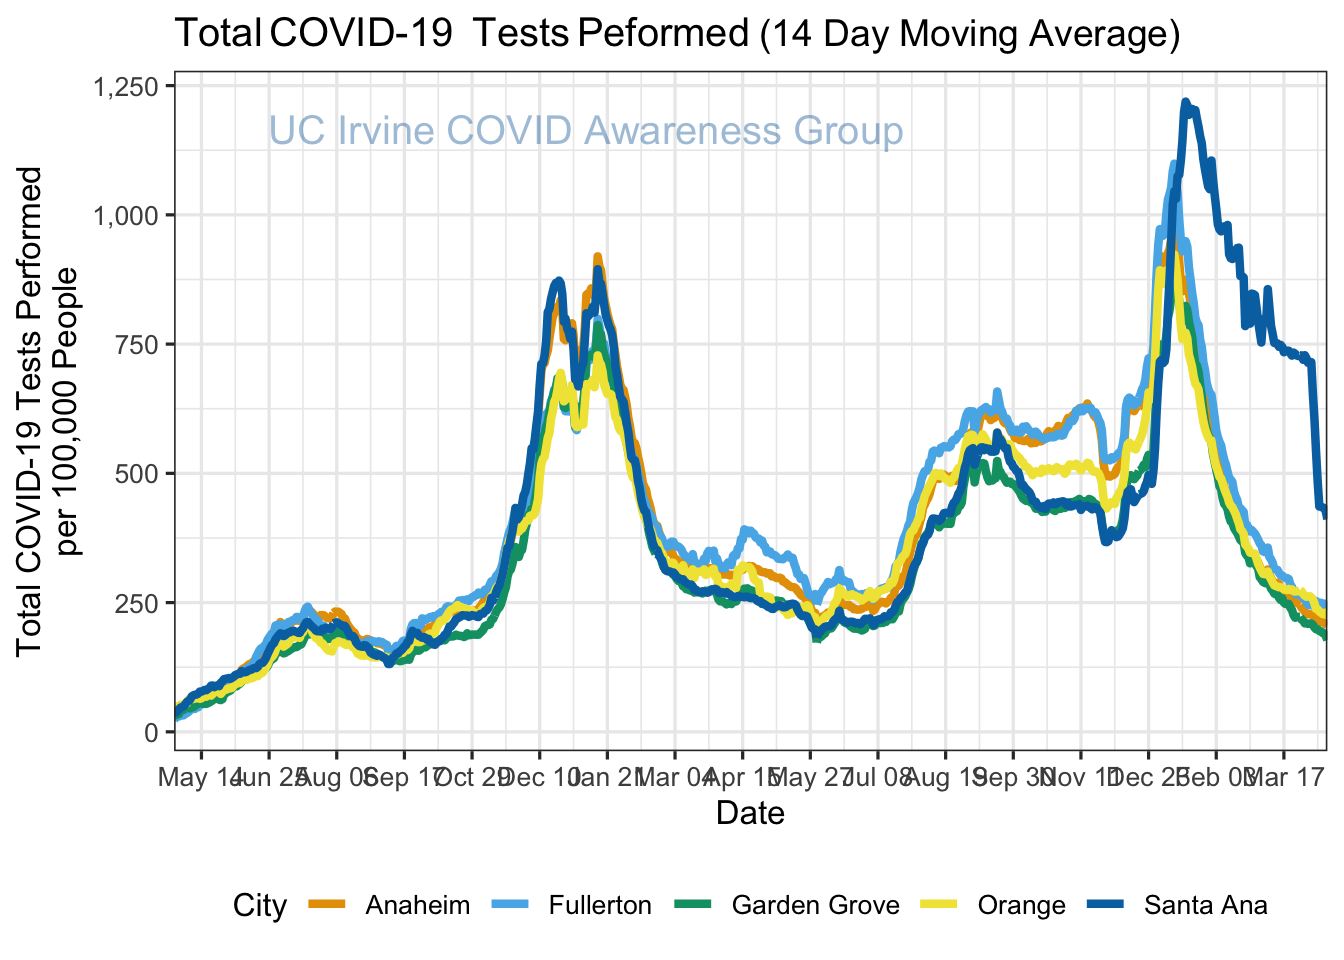 Total COVID-19 Tests Peformed (14 Day Moving Average)
UC Irvine COVID Awareness Group
Total COVID-19 Tests Performed
per 100,000 People
1,250
1,000
750
500
250
0
May 14 Jun 25 Aug 06 Sep 17 Oct 29 Dec 10 Jan 21 Mar 04 Apr 15 May 27 Jul 08 Aug 19 Sep 30 Nov 11 Dec 23 Feb 03 Mar 17
Date
City Anaheim Fullerton Garden Grove Orange Santa Ana